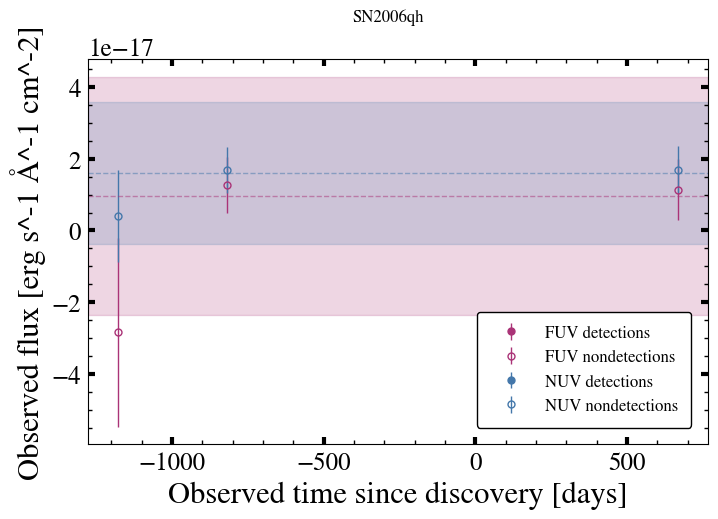 SN2006qh
1e−17
4
2
0
−2
−4
Observed flux [erg s^-1 Å^-1 cm^-2]
−1000
−500
0
500
Observed time since discovery [days]
FUV detections
FUV nondetections
NUV detections
NUV nondetections